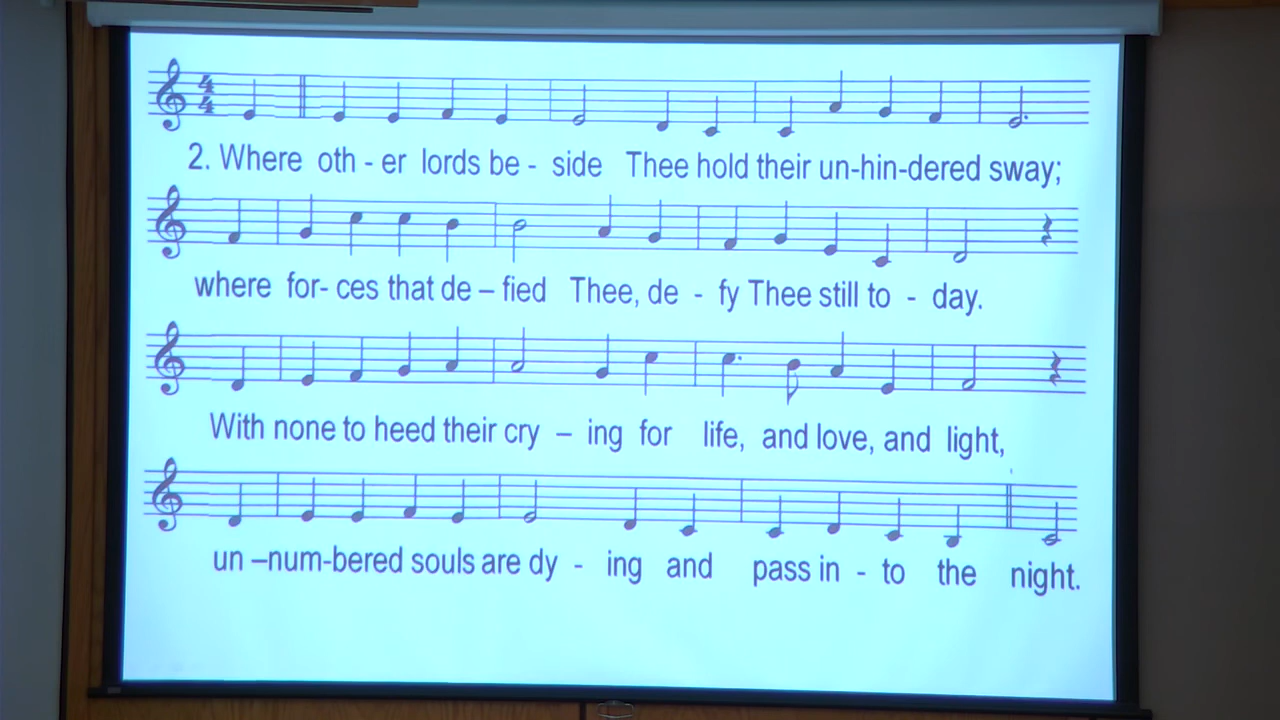 2. Where oth - er lords be - side Thee hold their un-hin-dered sway;
where for- ces that de – fied Thee, de - fy Thee still to - day.
With none to heed their cry – ing for life, and love, and light,
un –num-bered souls are dy - ing and pass in - to the night.